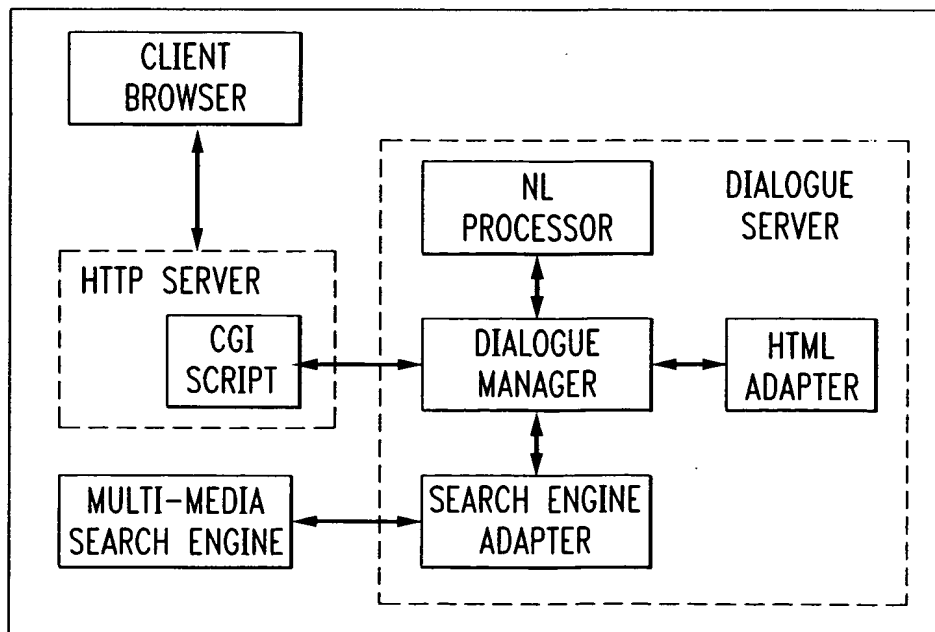 CLIENT
BROWSER
NL
PROCESSOR
DIALOGUE
SERVER
HTTP SERVER
CGI
SCRIPT
DIALOGUE
MANAGER
HTML
ADAPTER
MULTI-MEDIA
SEARCH ENGINE
SEARCH ENGINE
ADAPTER